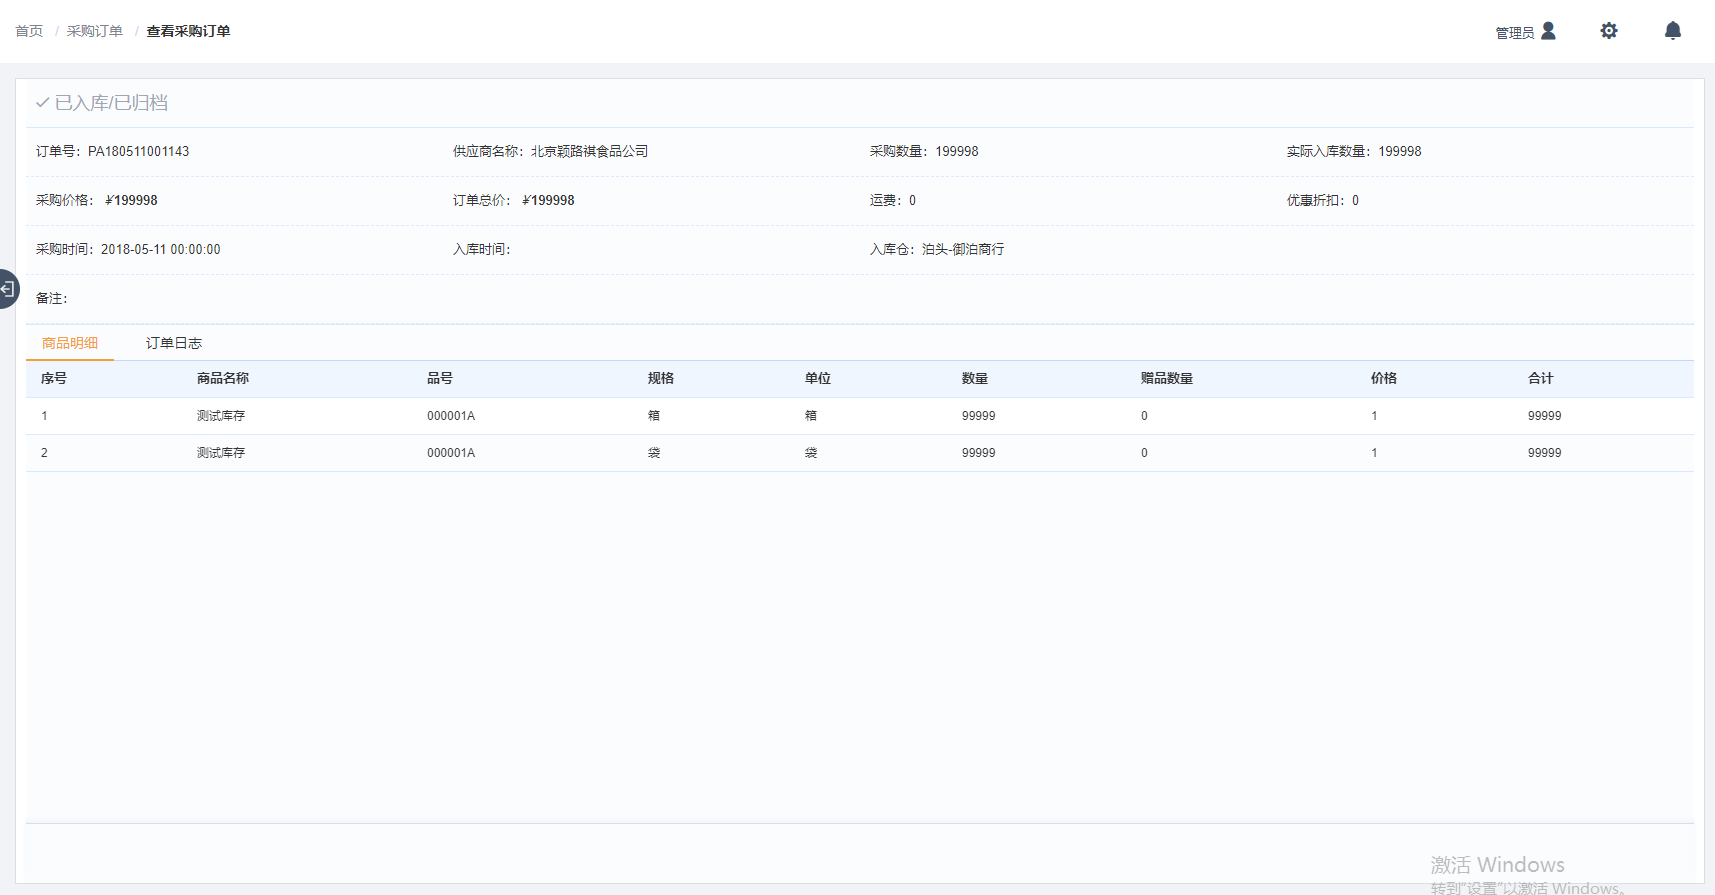 首页 / 采购订单 / 查看采购订单
管理员
已入库/已归档
订单号：PA180511001143 供应商名称：北京颖路祺食品公司 采购数量：199998 实际入库数量：199998
采购价格：￥199998 订单总价：￥199998 运费：0 优惠折扣：0
采购时间：2018-05-11 00:00:00 入库时间： 入库仓：泊头-御泊商行
备注：
商品明细 订单日志
序号 商品名称 品号 规格 单位 数量 赠品数量 价格 合计
1 测试库存 000001A 箱 箱 99999 0 1 99999
2 测试库存 000001A 袋 袋 99999 0 1 99999
激活 Windows
转到"设置"以激活 Windows。